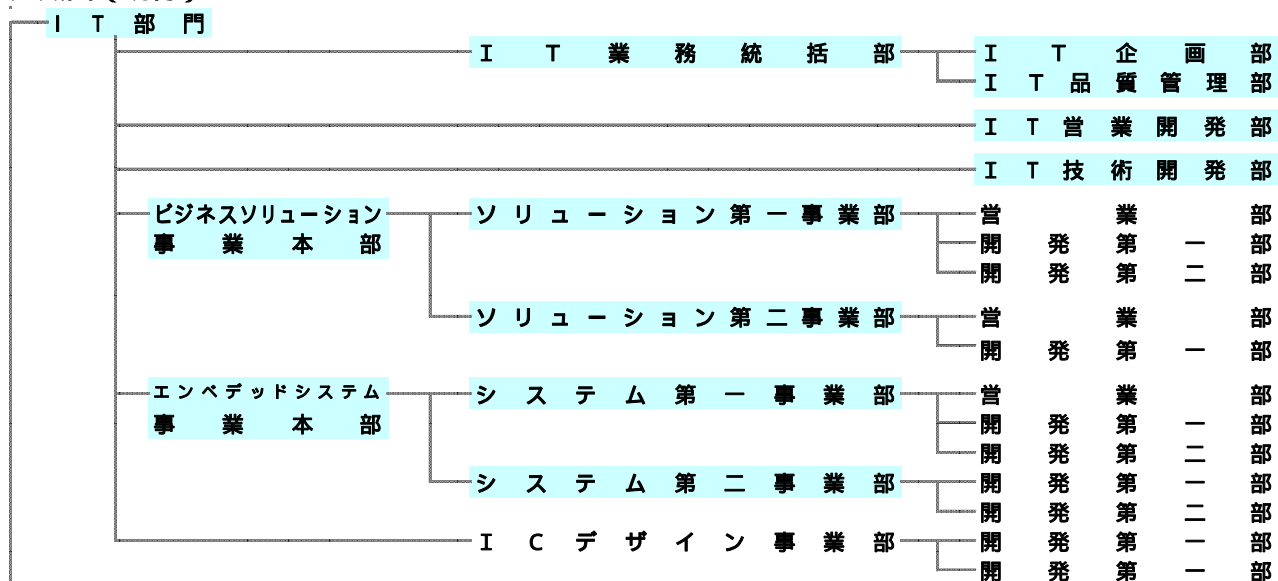 ＩＴ部門
ＩＴ業務統括部 ＩＴ企画部
ＩＴ品質管理部
ＩＴ営業開発部
ＩＴ技術開発部
ビジネスソリューション ソリューション第一事業部 営業部
事業本部 開発第一部
開発第二部
ソリューション第二事業部 営業部
開発第一部
エンベデッドシステム システム第一事業部 営業部
事業本部 開発第一部
開発第二部
システム第二事業部 開発第一部
開発第二部
ＩＣデザイン事業部 開発第一部
開発第一部